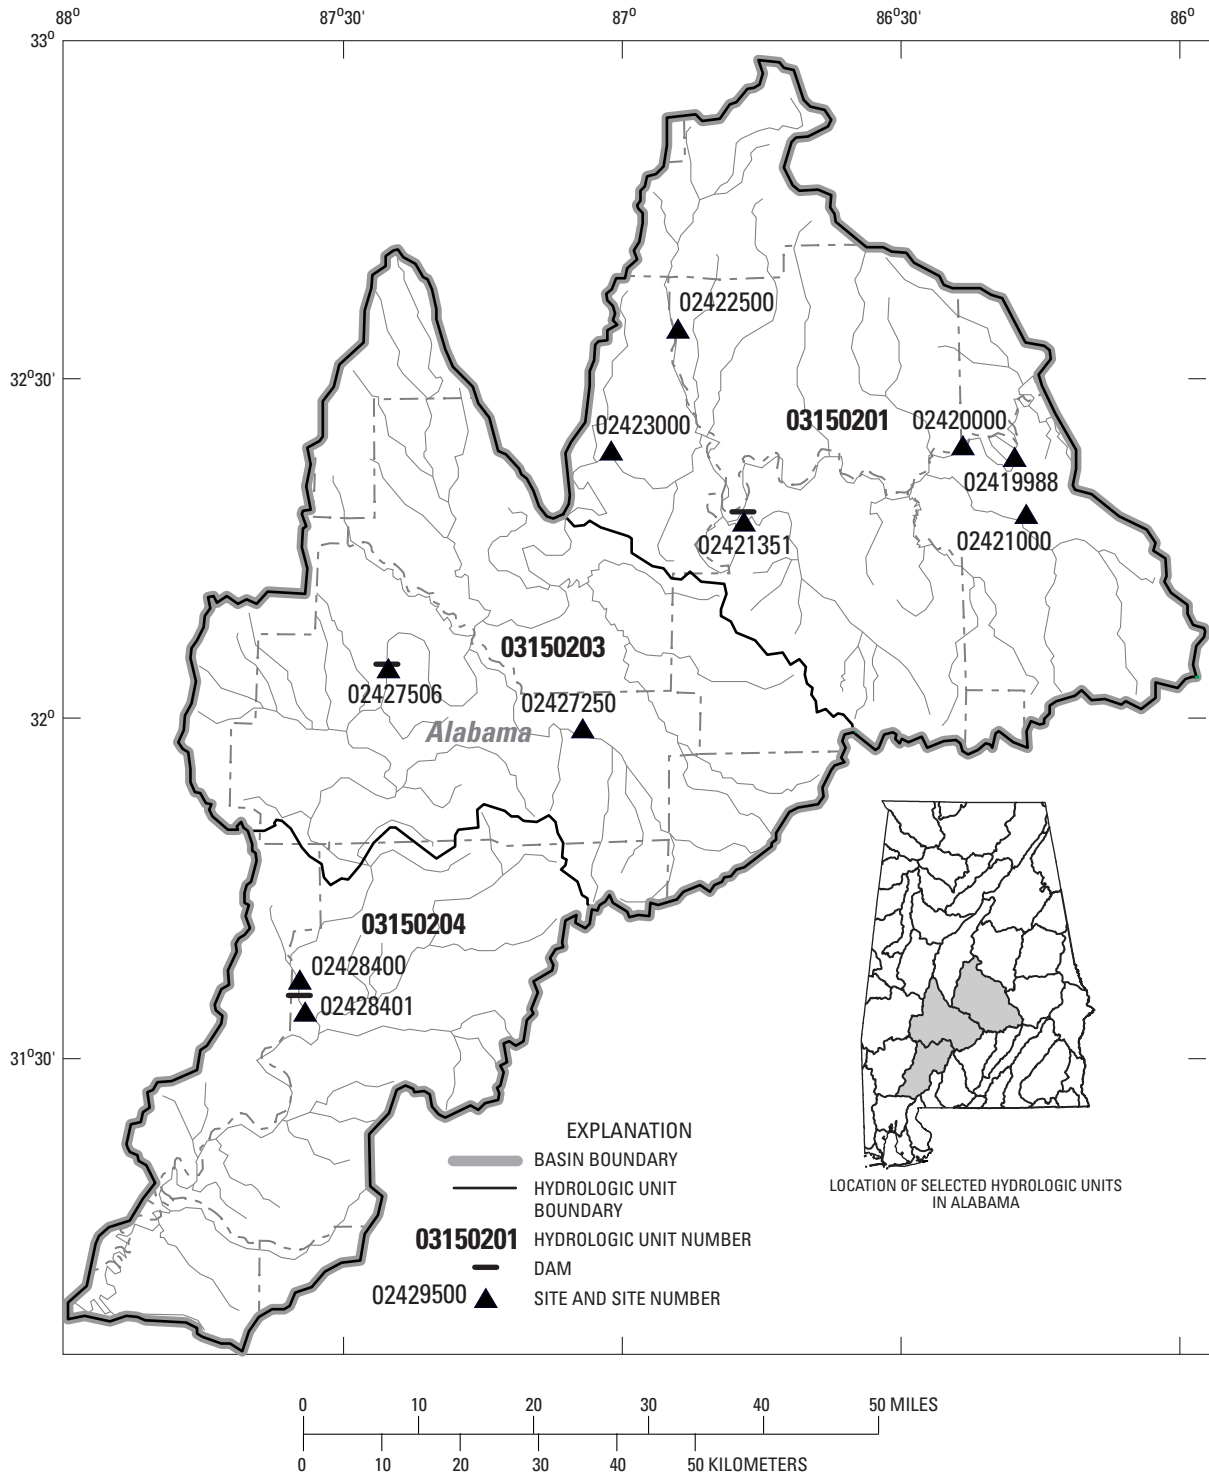 88°
87°30'
87°
86°30'
86°
33°
02422500
32°30'
02423000
03150201
02420000
02419988
02421351
02421000
03150203
02427506
02427250
32°
Alabama
03150204
02428400
02428401
31°30'
EXPLANATION
BASIN BOUNDARY
HYDROLOGIC UNIT
BOUNDARY
03150201 HYDROLOGIC UNIT NUMBER
DAM
02429500 SITE AND SITE NUMBER
LOCATION OF SELECTED HYDROLOGIC UNITS
IN ALABAMA
0 10 20 30 40 50 MILES
0 10 20 30 40 50 KILOMETERS